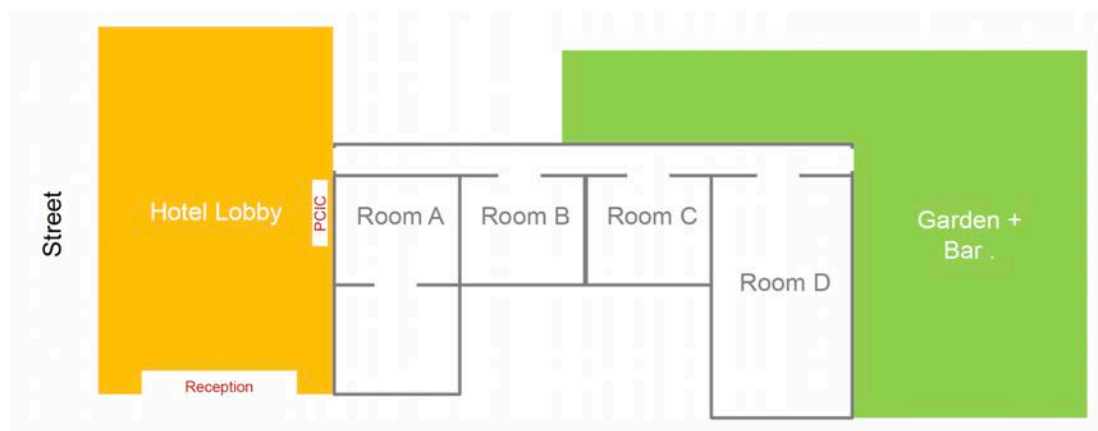 Street
Hotel Lobby
PCIC
Reception
Room A
Room B
Room C
Room D
Garden +
Bar .